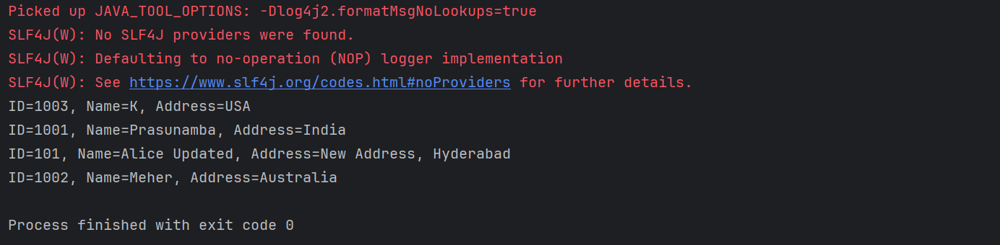 Picked up JAVA_TOOL_OPTIONS: -Dlog4j2.formatMsgNoLookups=true
SLF4J(W): No SLF4J providers were found.
SLF4J(W): Defaulting to no-operation (NOP) logger implementation
SLF4J(W): See https://www.slf4j.org/codes.html#noProviders for further details.
ID=1003, Name=K, Address=USA
ID=1001, Name=Prasunamba, Address=India
ID=101, Name=Alice Updated, Address=New Address, Hyderabad
ID=1002, Name=Meher, Address=Australia
Process finished with exit code 0